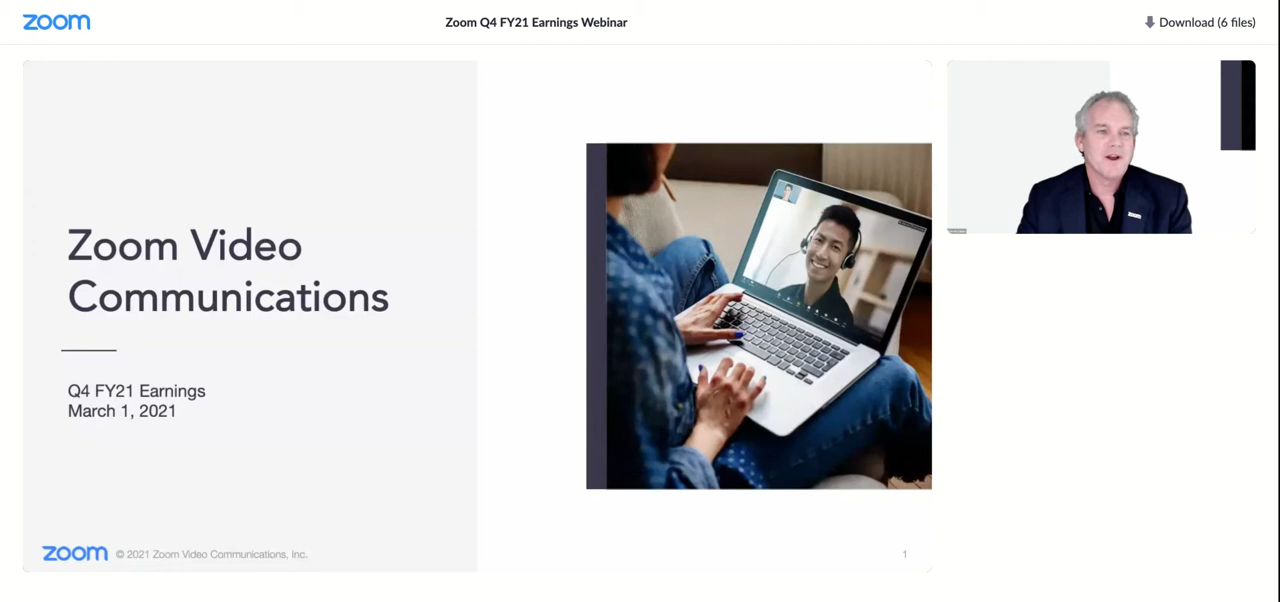 zoom
Zoom Q4 FY21 Earnings Webinar
Download (6 files)
Zoom Video
Communications
Q4 FY21 Earnings
March 1, 2021
zoom © 2021 Zoom Video Communications, Inc.
1
zoom